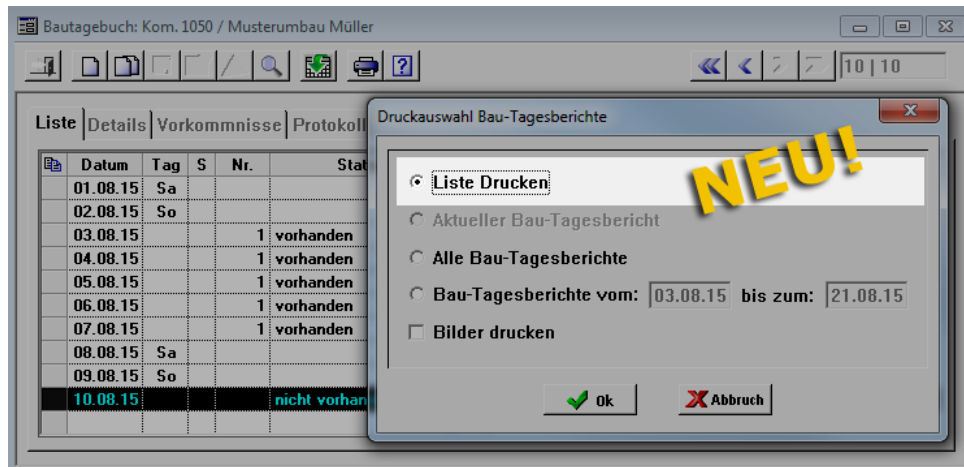 Bautagebuch: Kom. 1050 / Musterumbau Müller
10 | 10
Liste Details Vorkommnisse Protokoll
Druckauswahl Bau-Tagesberichte
NEU!
Datum Tag S Nr. Stat
01.08.15 Sa
02.08.15 So
03.08.15 1 vorhanden
04.08.15 1 vorhanden
05.08.15 1 vorhanden
06.08.15 1 vorhanden
07.08.15 1 vorhanden
08.08.15 Sa
09.08.15 So
10.08.15 nicht vorhan
Liste Drucken
Aktueller Bau-Tagesbericht
Alle Bau-Tagesberichte
Bau-Tagesberichte vom: 03.08.15 bis zum: 21.08.15
Bilder drucken
Ok Abbruch